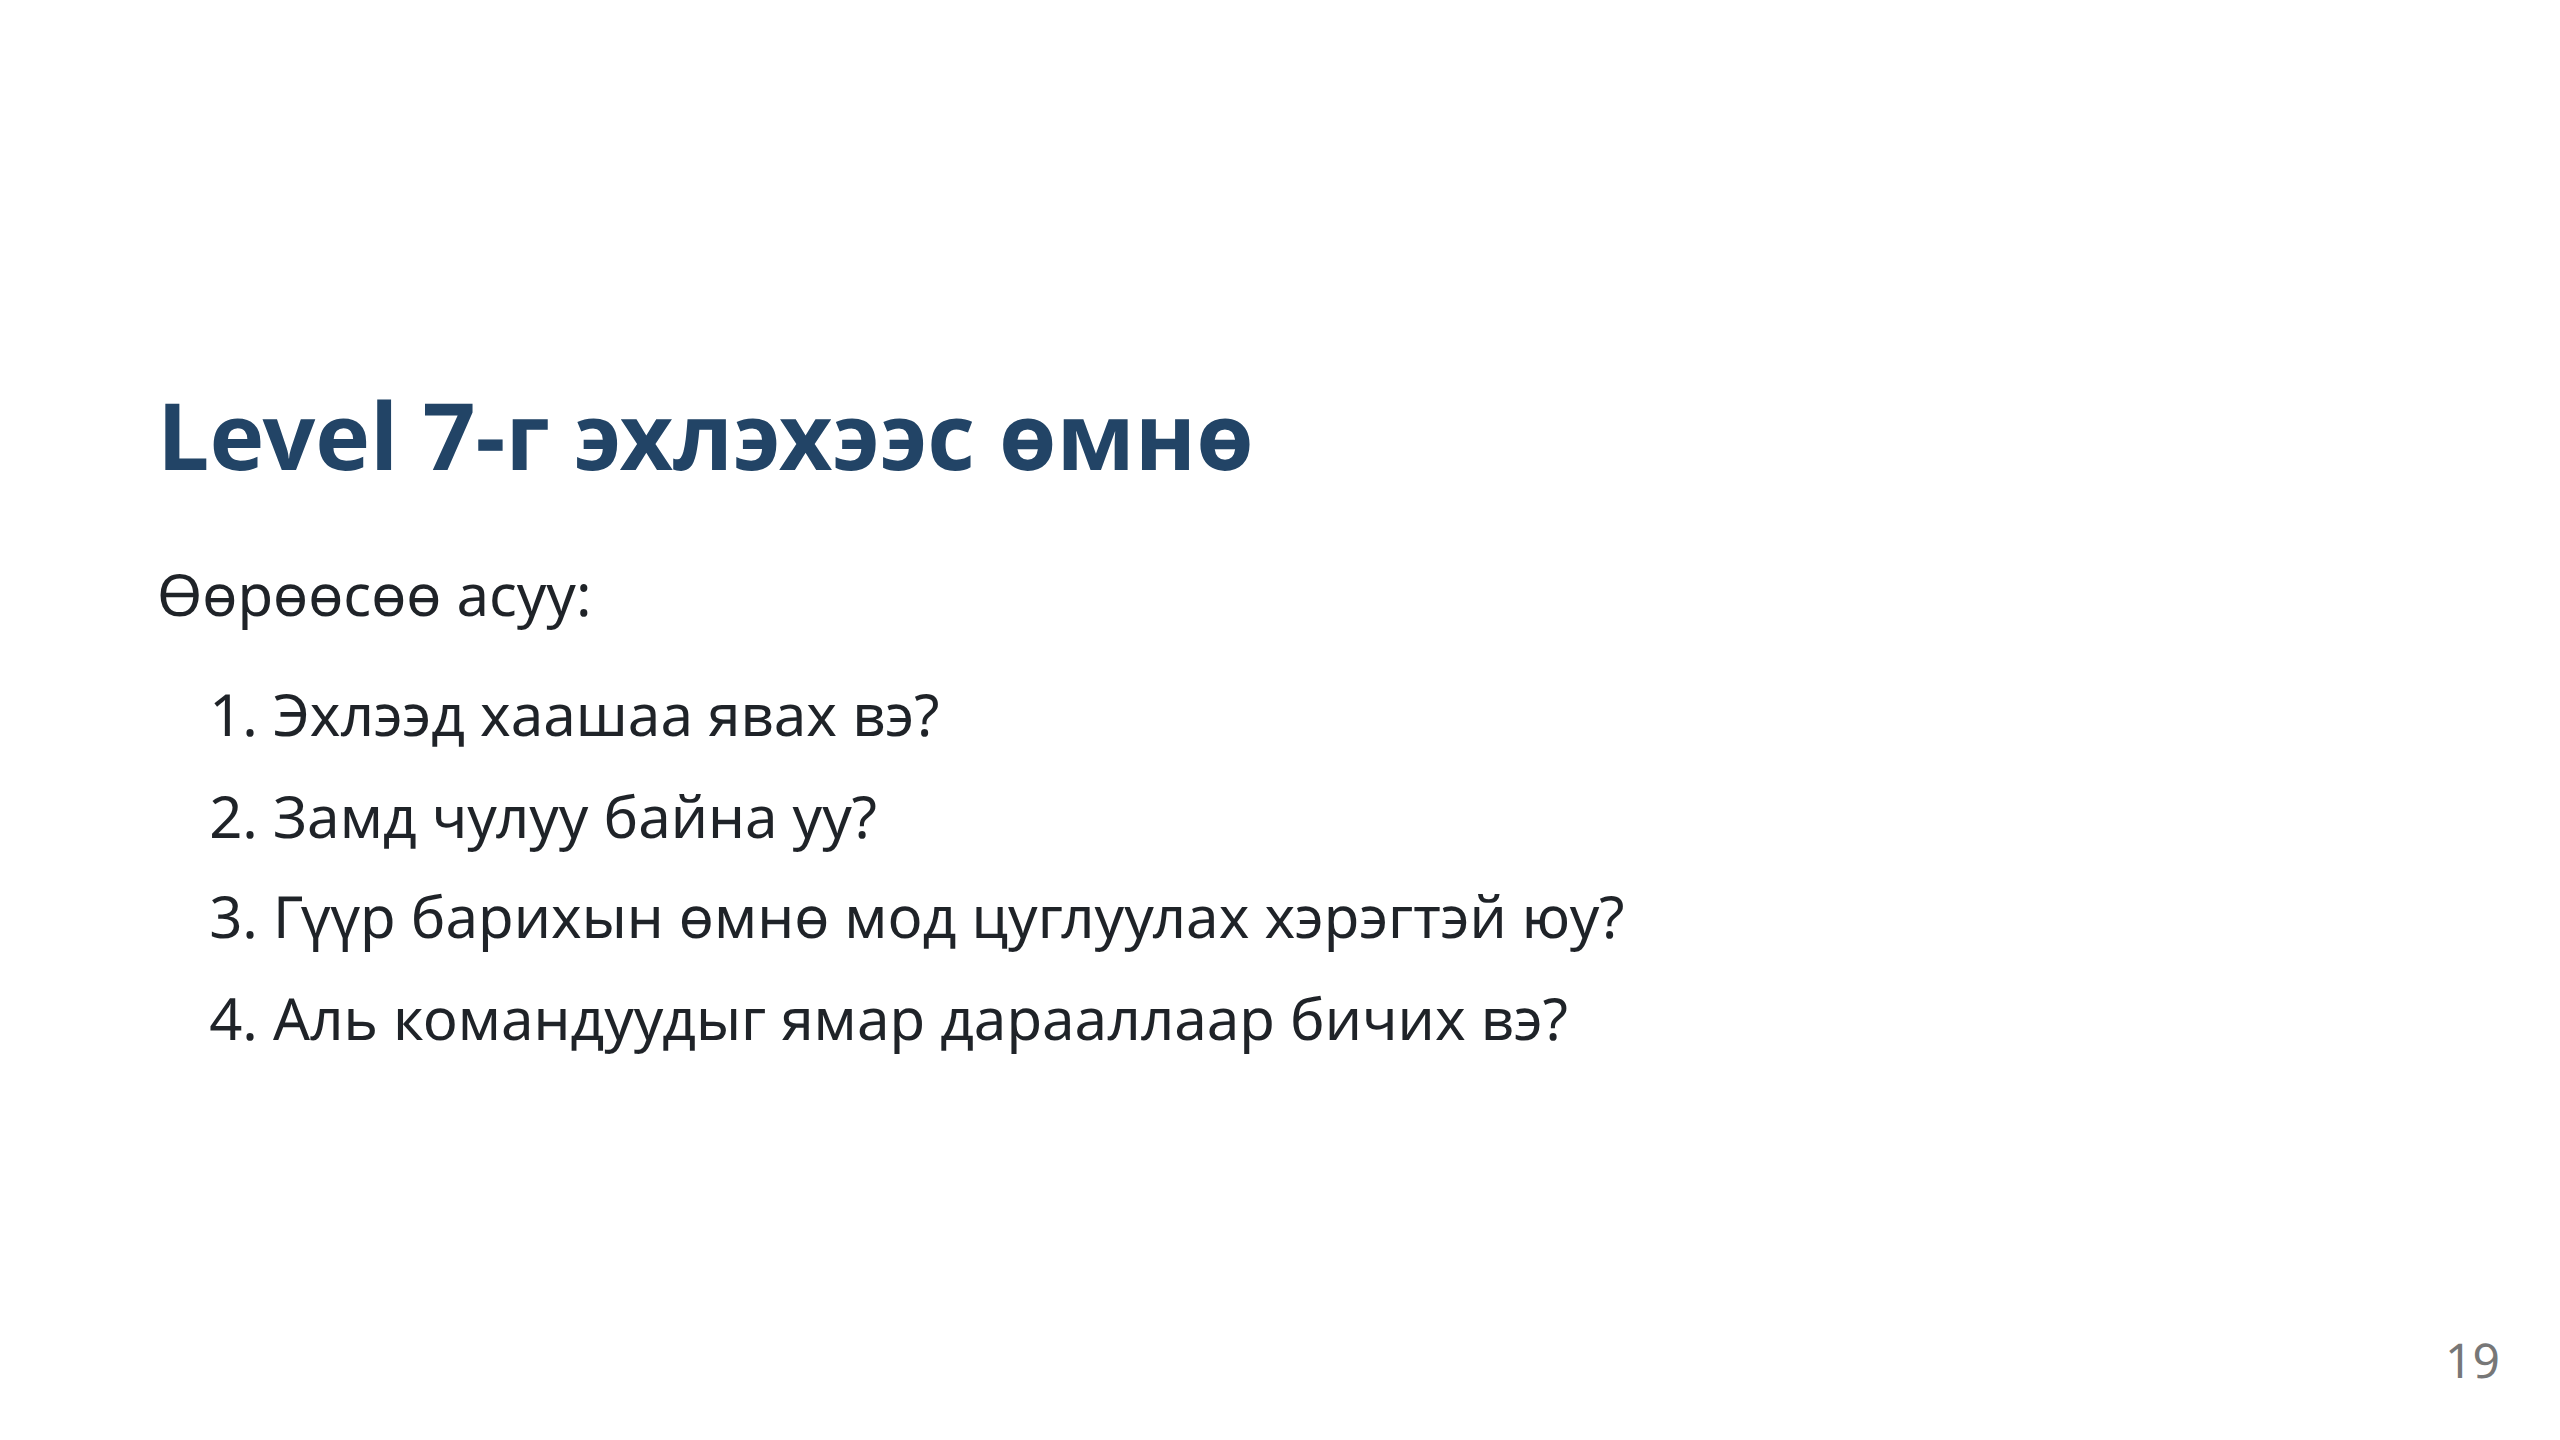 Level 7-г эхлэхээс өмнө
Өөрөөсөө асуу:
1. Эхлээд хаашаа явах вэ?
2. Замд чулуу байна уу?
3. Гүүр барихын өмнө мод цуглуулах хэрэгтэй юу?
4. Аль командуудыг ямар дарааллаар бичих вэ?
19